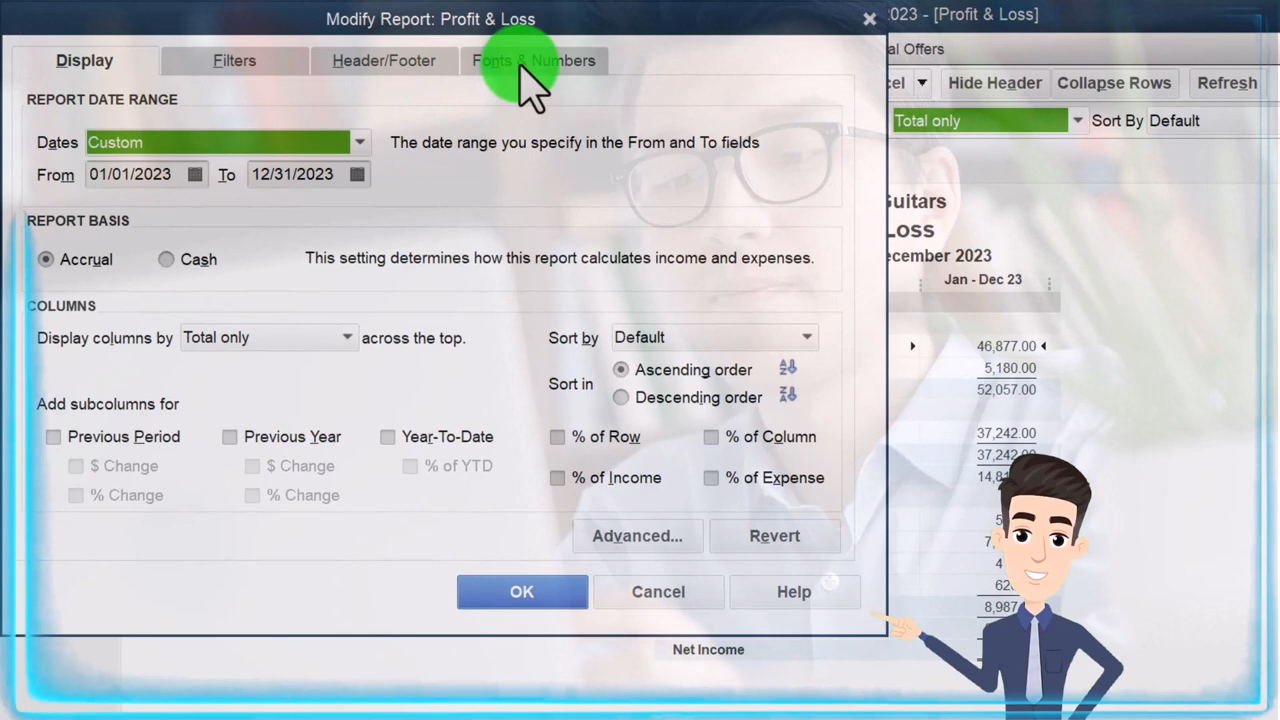 Modify Report: Profit & Loss
2023 - [Profit & Loss]
Display
Filters
Header/Footer
Fonts & Numbers
al Offers
cel
Hide Header
Collapse Rows
Refresh
Total only
Sort By
Default
REPORT DATE RANGE
Dates
Custom
The date range you specify in the From and To fields
From
01/01/2023
To
12/31/2023
REPORT BASIS
Accrual
Cash
This setting determines how this report calculates income and expenses.
COLUMNS
Display columns by
Total only
across the top.
Sort by
Default
Sort in
Ascending order
Descending order
Add subcolumns for
Previous Period
Previous Year
Year-To-Date
% of Row
% of Column
$ Change
$ Change
% of YTD
% Change
% Change
% of Income
% of Expense
Advanced...
Revert
OK
Cancel
Help
Guitars
Loss
ecember 2023
Jan - Dec 23
46,877.00
5,180.00
52,057.00
37,242.00
37,242.00
14,81
8,987
Net Income